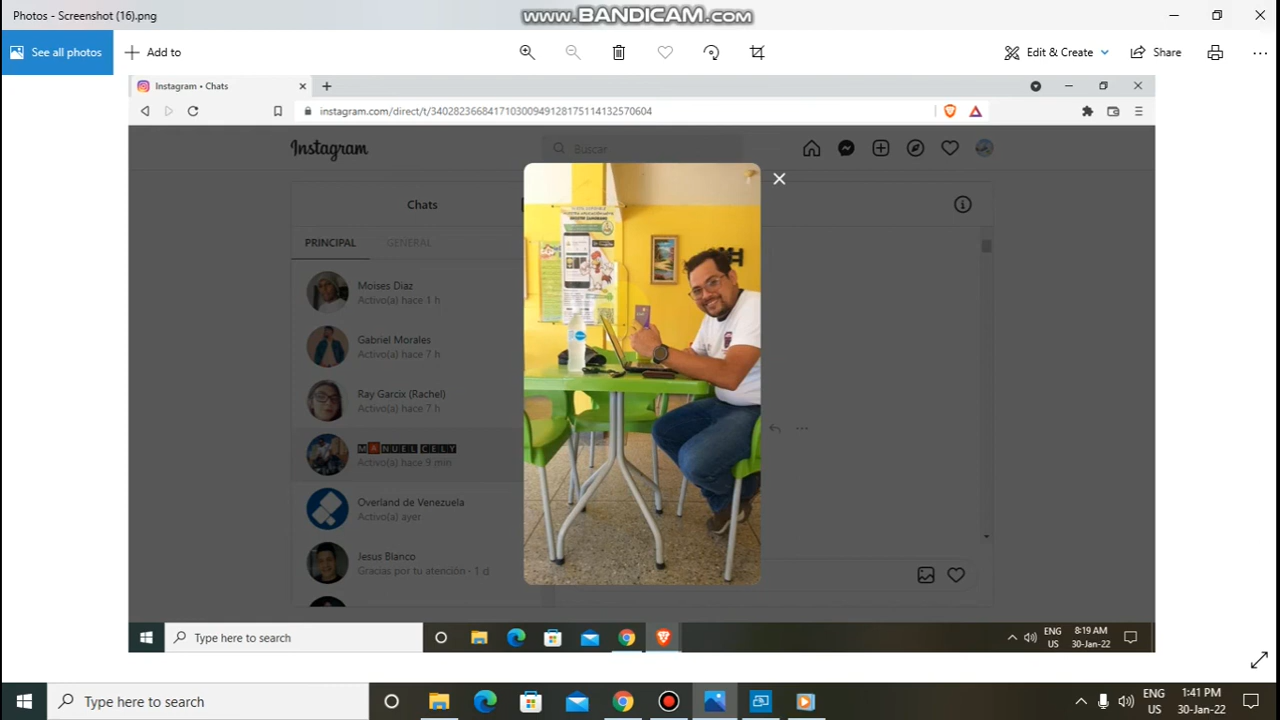 Photos - Screenshot (16).png
www.BANDICAM.com
See all photos
Add to
Edit & Create
Share
Instagram • Chats
instagram.com/direct/t/340282366841710300949128175114132570604
Instagram
Buscar
Chats
PRINCIPAL
GENERAL
Moises Diaz
Activo(a) hace 1 h
Gabriel Morales
Activo(a) hace 7 h
Ray Garcix (Rachel)
Activo(a) hace 7 h
MANUEL CELY
Activo(a) hace 9 min
Overland de Venezuela
Activo(a) ayer
Jesus Blanco
Gracias por tu atención · 1 d
Type here to search
ENG
US
8:19 AM
30-Jan-22
Type here to search
ENG
US
1:41 PM
30-Jan-22